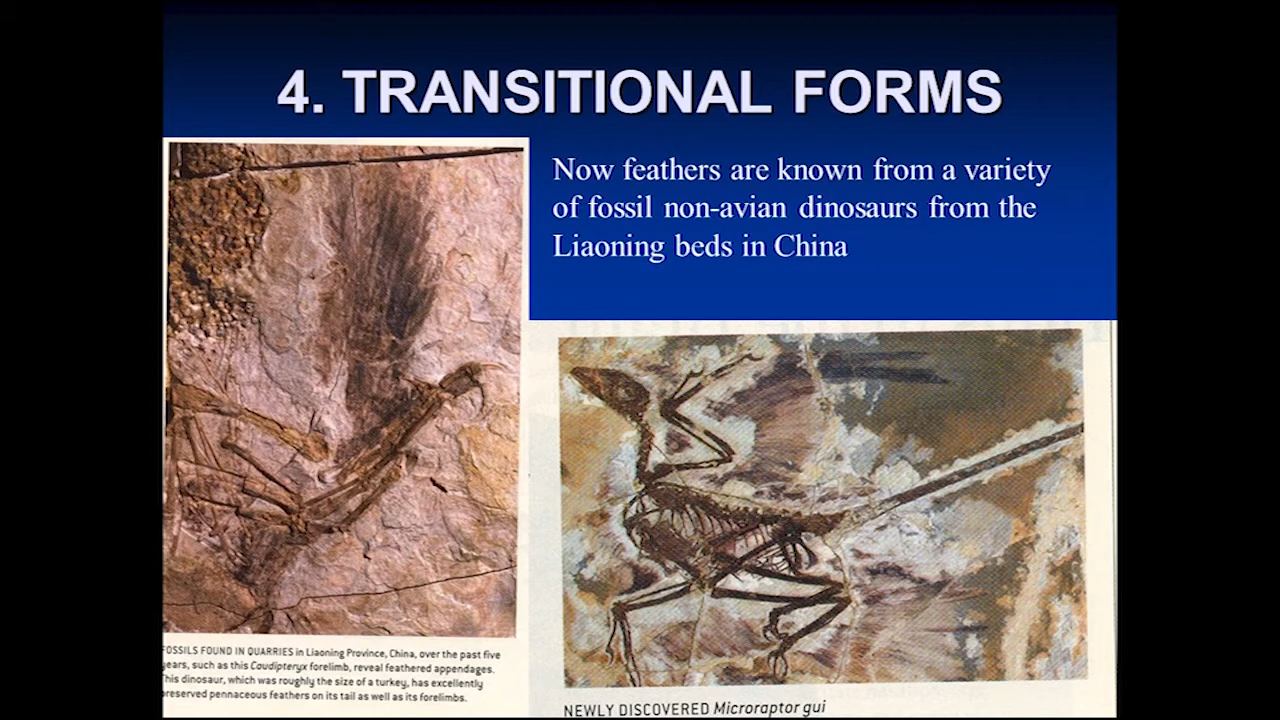 4. TRANSITIONAL FORMS
Now feathers are known from a variety
of fossil non-avian dinosaurs from the
Liaoning beds in China
FOSSILS FOUND IN QUARRIES in Liaoning Province, China, over the past five
years, such as this Caudipteryx forelimb, reveal feathered appendages.
This dinosaur, which was roughly the size of a turkey, has excellently
preserved pennaceous feathers on its tail as well as its forelimbs.
NEWLY DISCOVERED Microraptor gui